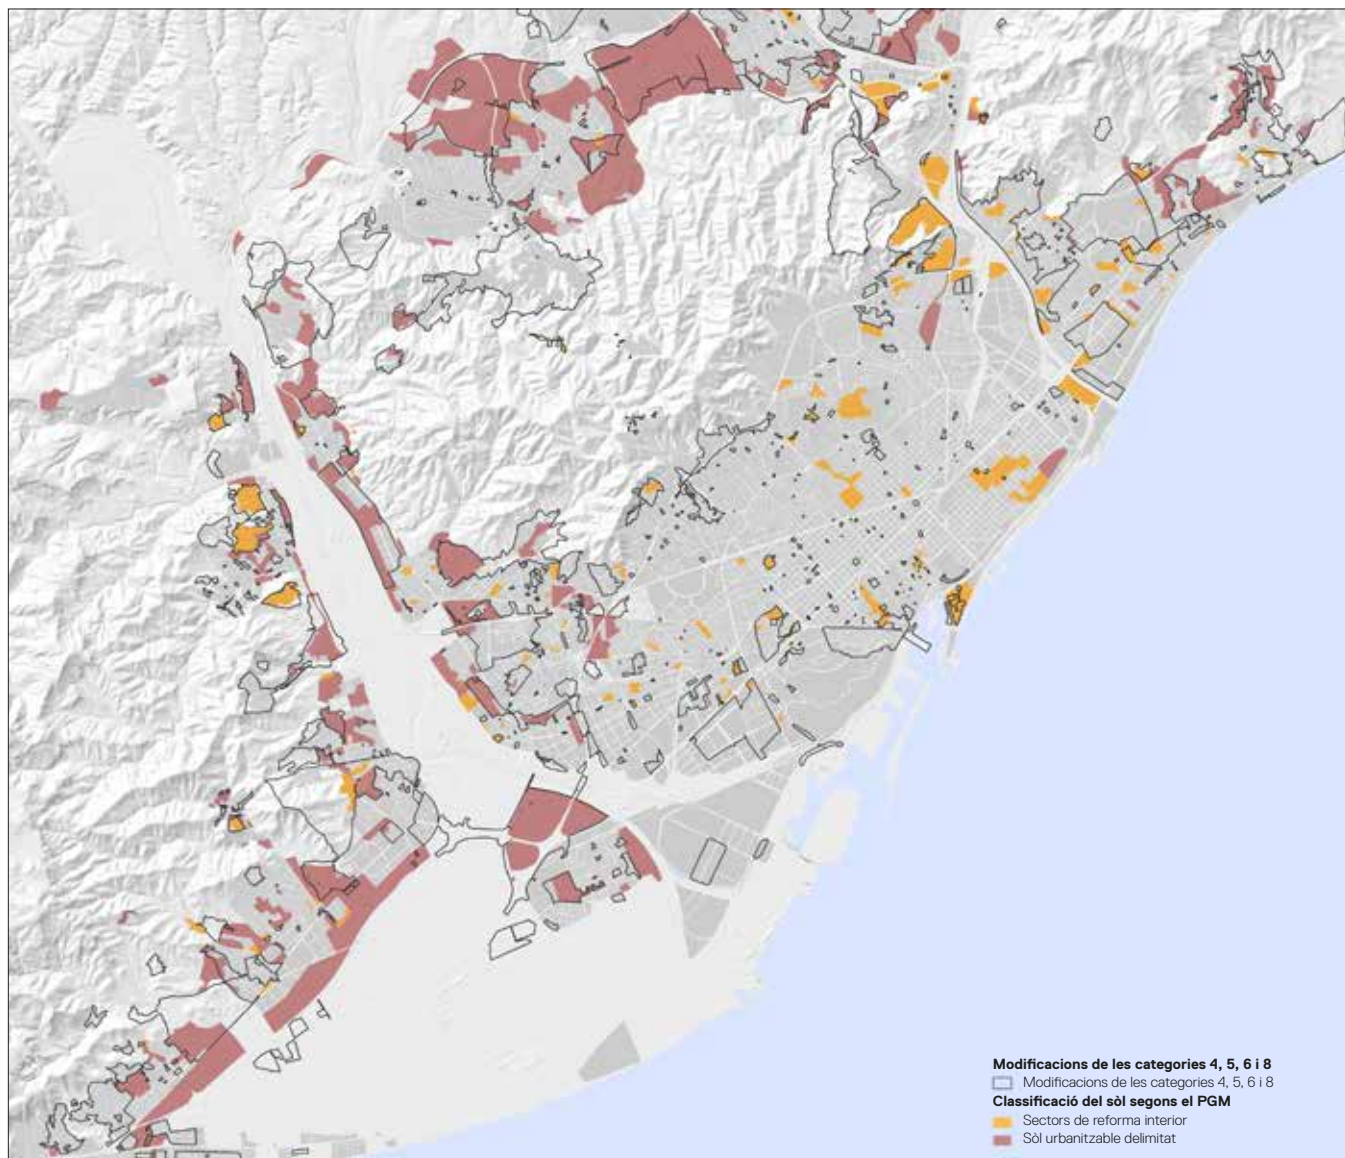 Modificacions de les categories 4, 5, 6 i 8
Modificacions de les categories 4, 5, 6 i 8
Classificació del sòl segons el PGM
Sectors de reforma interior
Sòl urbanitzable delimitat